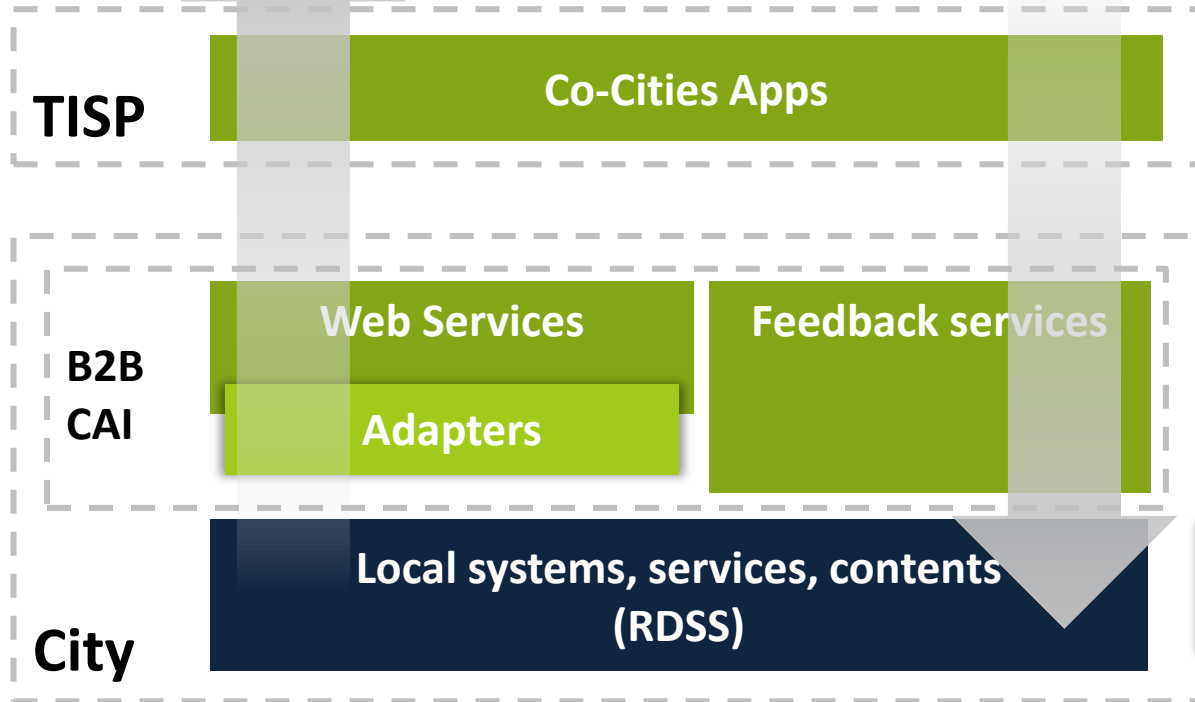 TISP
Co-Cities Apps
B2B
CAI
Web Services
Feedback services
Adapters
Local systems, services, contents
(RDSS)
City